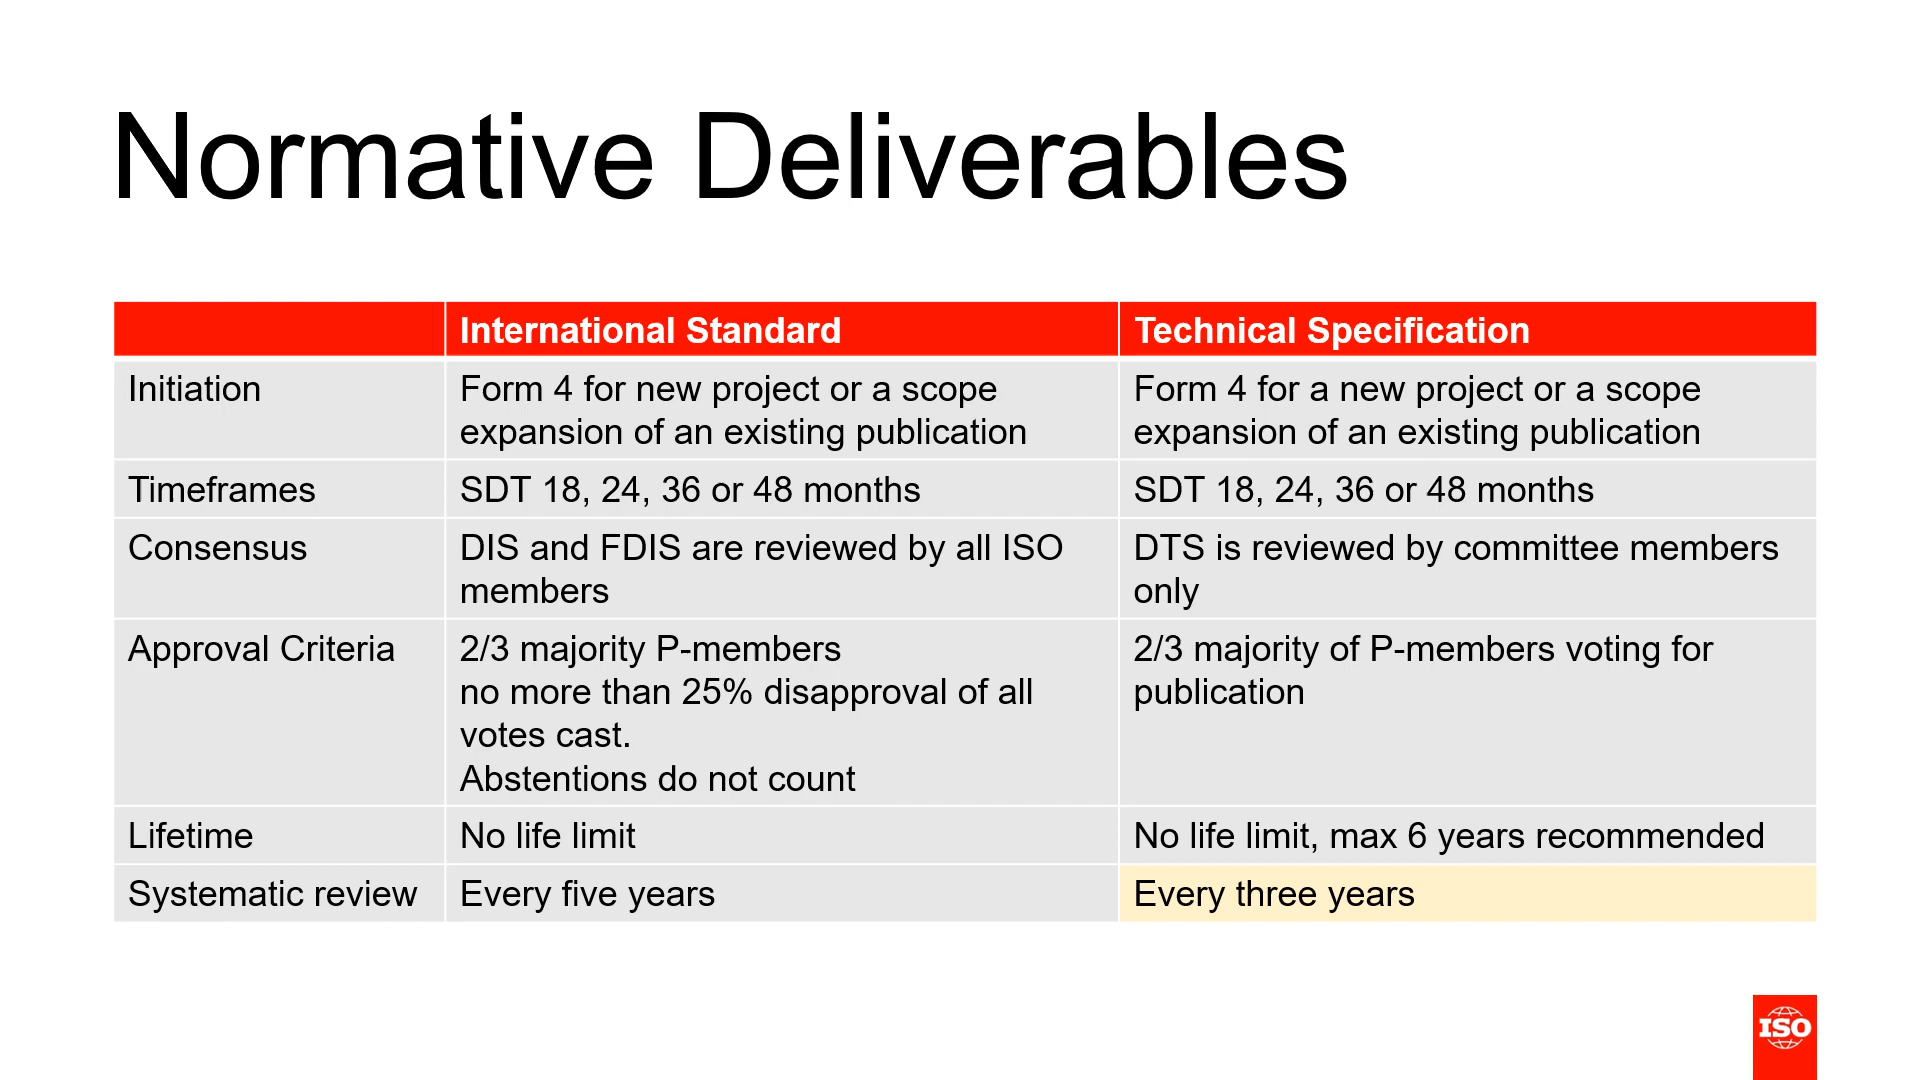 Normative Deliverables
International Standard
Technical Specification
Initiation
Form 4 for new project or a scope
expansion of an existing publication
Form 4 for a new project or a scope
expansion of an existing publication
Timeframes
SDT 18, 24, 36 or 48 months
SDT 18, 24, 36 or 48 months
Consensus
DIS and FDIS are reviewed by all ISO
members
DTS is reviewed by committee members
only
Approval Criteria
2/3 majority P-members
no more than 25% disapproval of all
votes cast.
Abstentions do not count
2/3 majority of P-members voting for
publication
Lifetime
No life limit
No life limit, max 6 years recommended
Systematic review
Every five years
Every three years
ISO